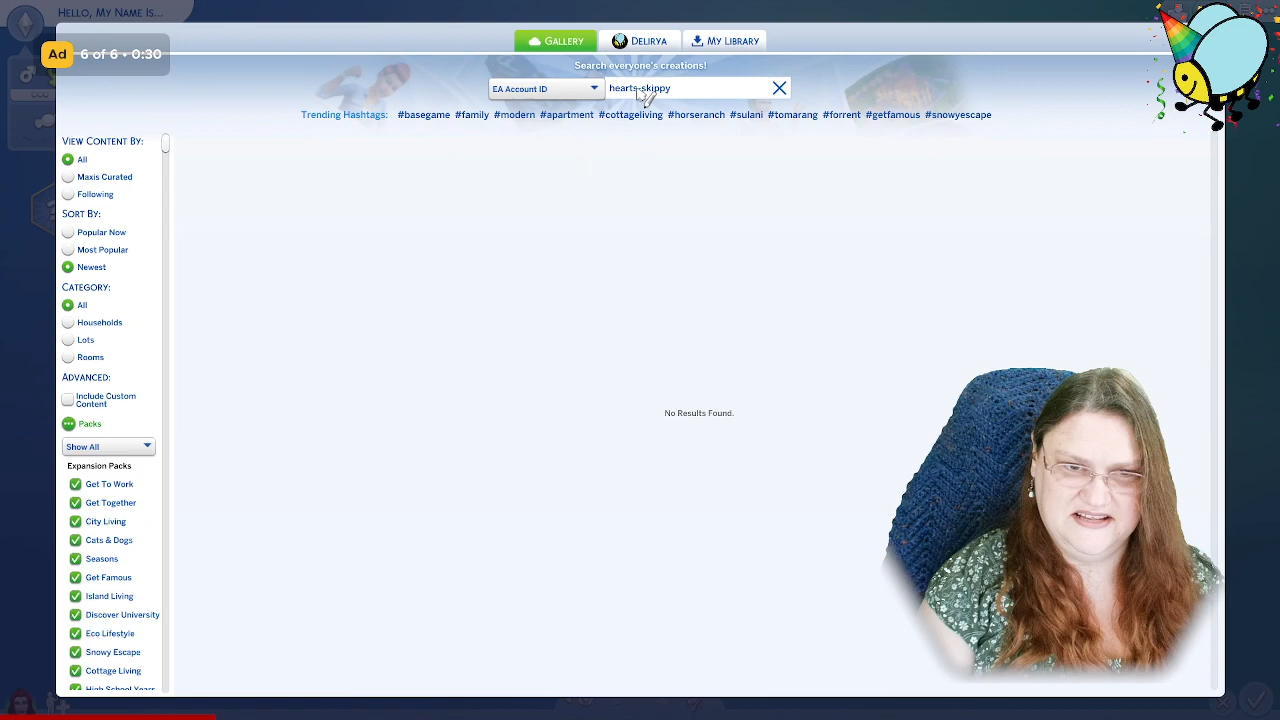 HELLO, MY NAME IS...
Ad 6 of 6 • 0:30
GALLERY DELIRYA MY LIBRARY
Search everyone's creations!
EA Account ID hearts-skippy
Trending Hashtags: #basegame #family #modern #apartment #cottageliving #horseranch #sulani #tomarang #forrent #getfamous #snowyescape
VIEW CONTENT BY:
All
Maxis Curated
Following
SORT BY:
Popular Now
Most Popular
Newest
CATEGORY:
All
Households
Lots
Rooms
ADVANCED:
Include Custom
Content
Packs
Show All
No Results Found.
Expansion Packs
Get To Work
Get Together
City Living
Cats & Dogs
Seasons
Get Famous
Island Living
Discover University
Eco Lifestyle
Snowy Escape
Cottage Living
High School Years